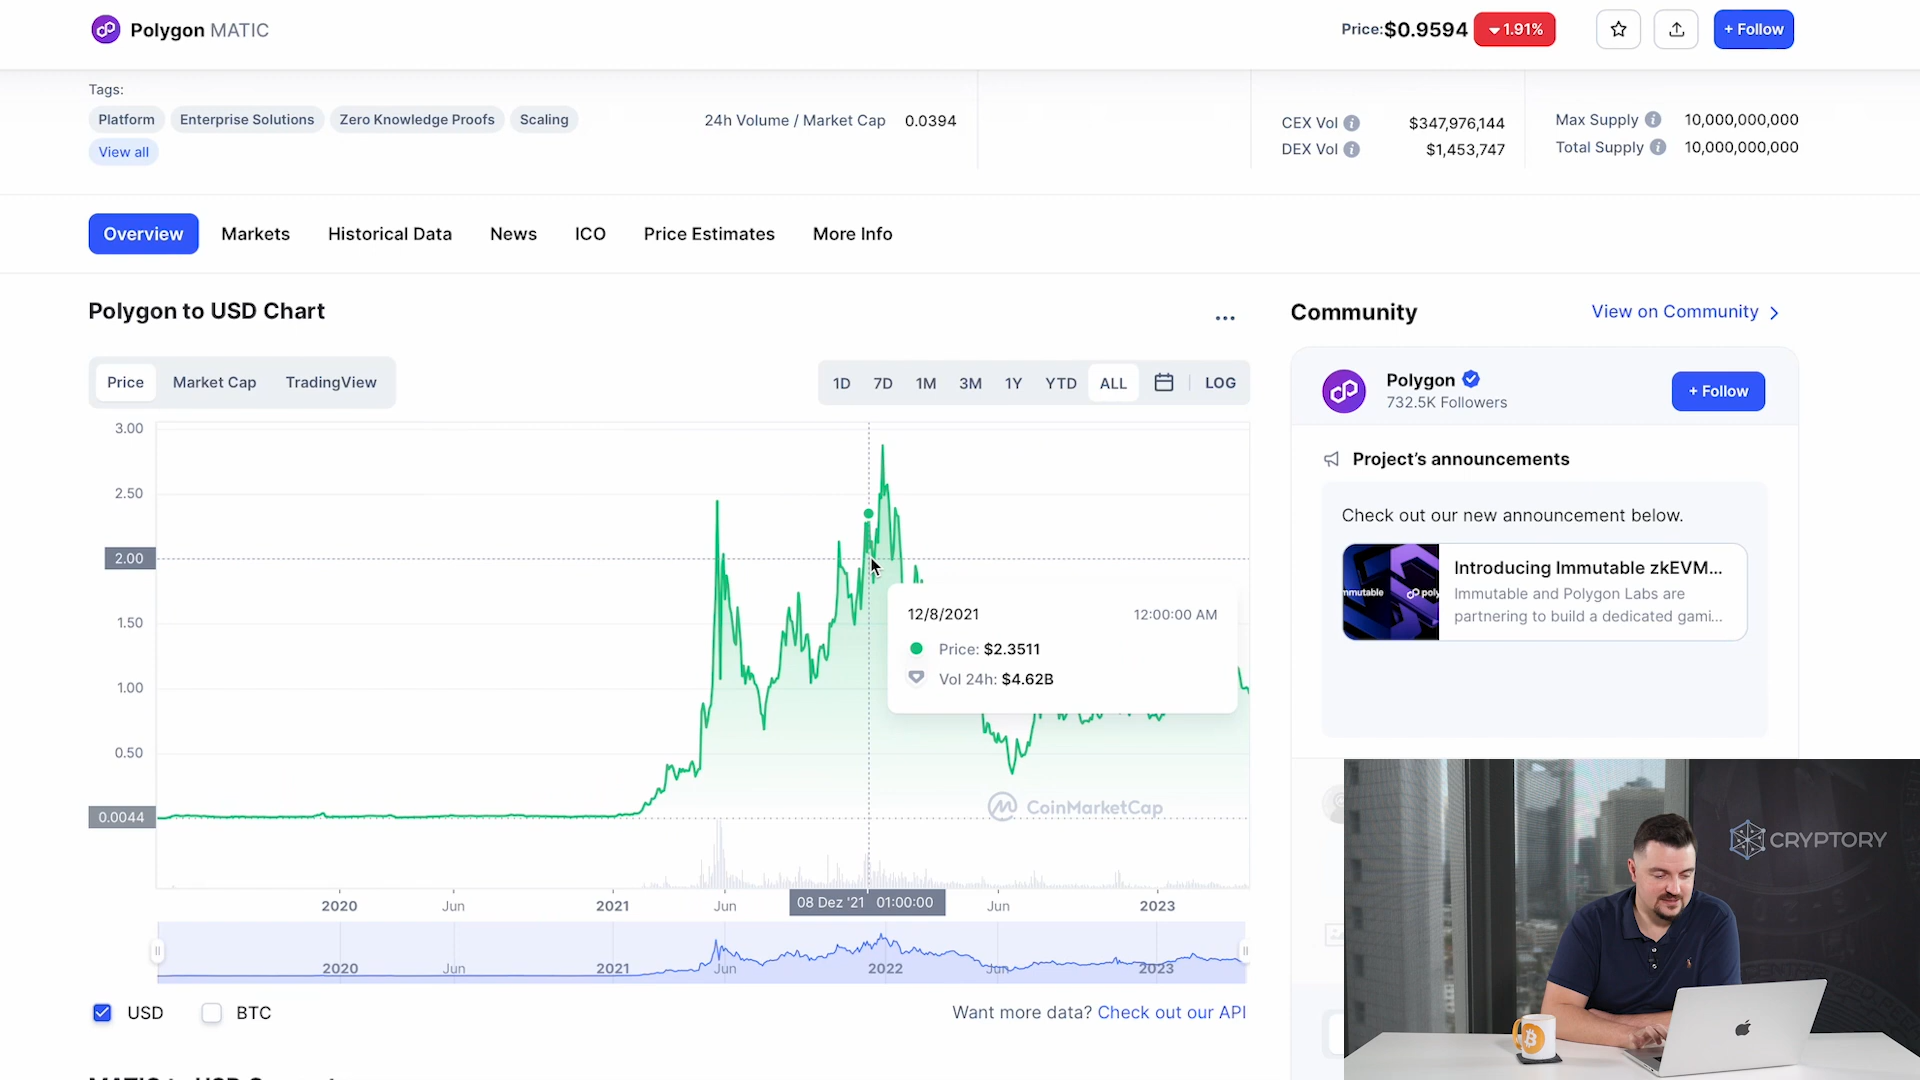 Polygon MATIC
Price:$0.9594 1.91%
+ Follow
Tags:
Platform Enterprise Solutions Zero Knowledge Proofs Scaling
View all
24h Volume / Market Cap 0.0394
CEX Vol $347,976,144
DEX Vol $1,453,747
Max Supply 10,000,000,000
Total Supply 10,000,000,000
Overview Markets Historical Data News ICO Price Estimates More Info
Polygon to USD Chart
...
Price Market Cap TradingView
1D 7D 1M 3M 1Y YTD ALL LOG
3.00
2.50
2.00
1.50
1.00
0.50
0.0044
12/8/2021 12:00:00 AM
Price: $2.3511
Vol 24h: $4.62B
CoinMarketCap
2020 Jun 2021 Jun 08 Dez '21 01:00:00 Jun 2023
2020 Jun 2021 Jun 2022 Jun 2023
USD BTC
Want more data? Check out our API
Community
View on Community
Polygon
732.5K Followers
+ Follow
Project's announcements
Check out our new announcement below.
Introducing Immutable zkEVM...
Immutable and Polygon Labs are
partnering to build a dedicated gami...
CRYPTORY